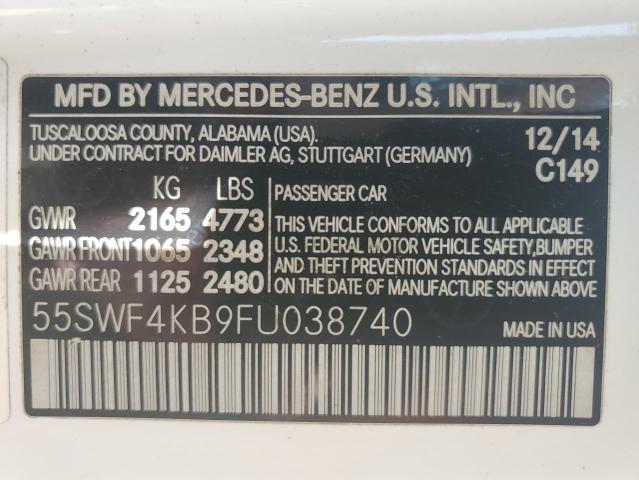 MFD BY MERCEDES-BENZ U.S. INTL., INC
TUSCALOOSA COUNTY, ALABAMA (USA). 12/14
UNDER CONTRACT FOR DAIMLER AG, STUTTGART (GERMANY) C149
KG LBS PASSENGER CAR
GVWR 2165 4773 THIS VEHICLE CONFORMS TO ALL APPLICABLE
GAWR FRONT 1065 2348 U.S. FEDERAL MOTOR VEHICLE SAFETY, BUMPER
GAWR REAR 1125 2480 AND THEFT PREVENTION STANDARDS IN EFFECT
ON THE DATE OF MANUFACTURE SHOWN ABOVE.
55SWF4KB9FU038740 MADE IN USA